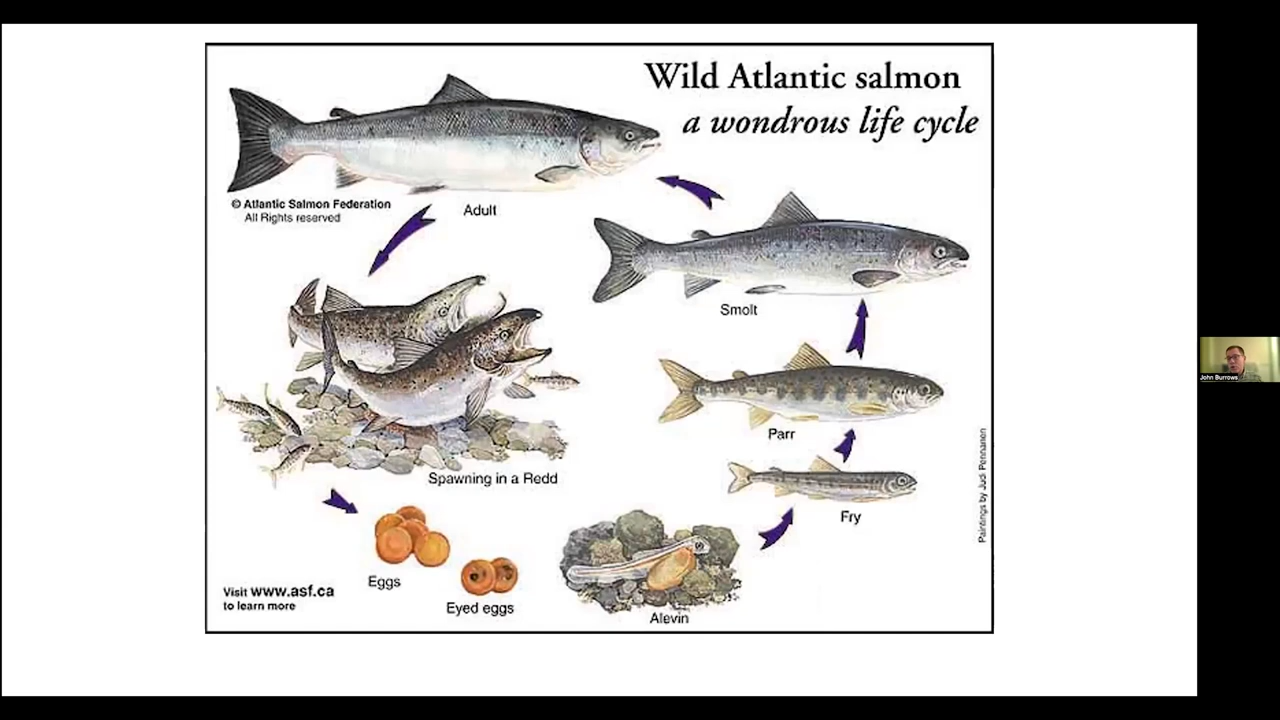 Wild Atlantic salmon
a wondrous life cycle
© Atlantic Salmon Federation
All Rights reserved
Adult
Smolt
Parr
Spawning in a Redd
Fry
Eggs
Eyed eggs
Alevin
Visit www.asf.ca
to learn more
Paintings by Judi Pennanen
John Burrows